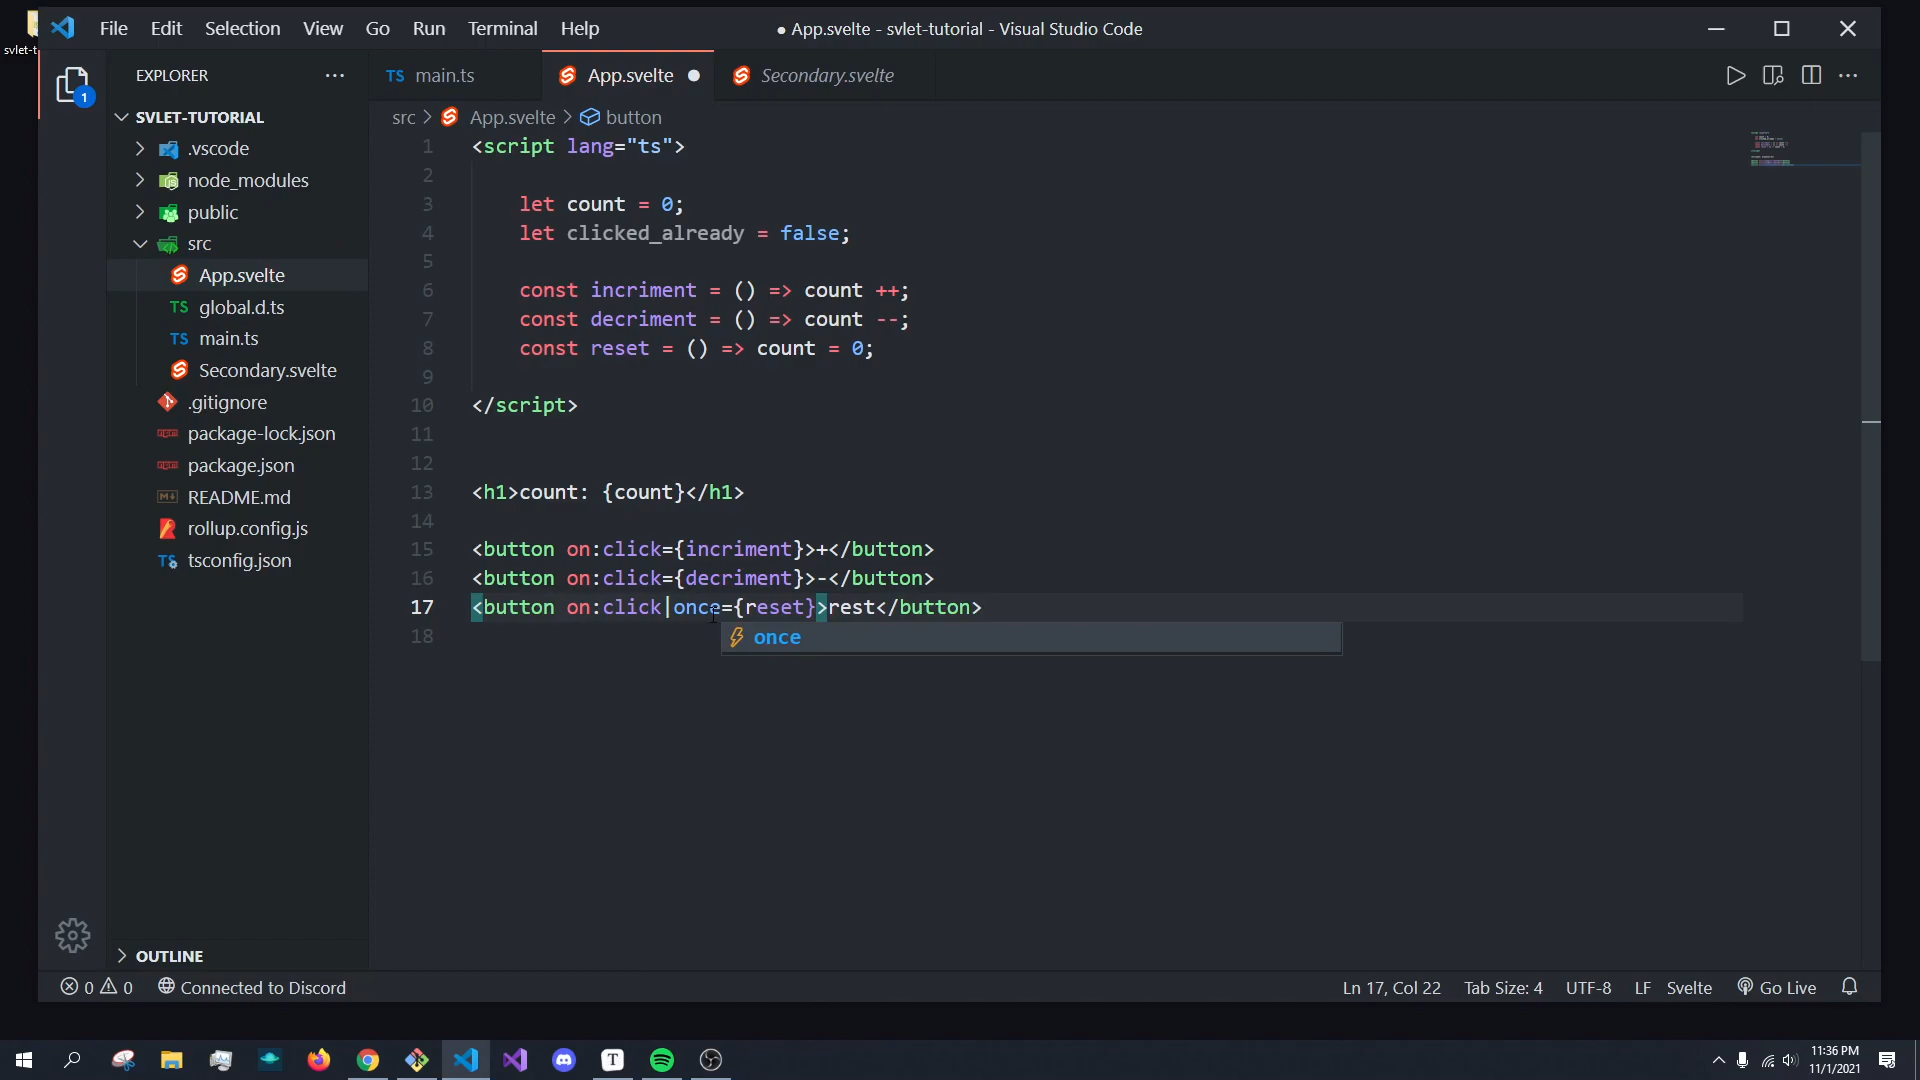 svlet-t
File Edit Selection View Go Run Terminal Help
● App.svelte - svlet-tutorial - Visual Studio Code
EXPLORER
1
SVLET-TUTORIAL
.vscode
node_modules
public
src
App.svelte
TS global.d.ts
TS main.ts
Secondary.svelte
.gitignore
package-lock.json
package.json
README.md
rollup.config.js
TS tsconfig.json
OUTLINE
TS main.ts
App.svelte ●
Secondary.svelte
src > App.svelte > button
1 <script lang="ts">
2
3 let count = 0;
4 let clicked_already = false;
5
6 const incriment = () => count ++;
7 const decriment = () => count --;
8 const reset = () => count = 0;
9
10 </script>
11
12
13 <h1>count: {count}</h1>
14
15 <button on:click={incriment}>+</button>
16 <button on:click={decriment}>-</button>
17 <button on:click|once={reset}>rest</button>
once
18
0 0 Connected to Discord
Ln 17, Col 22 Tab Size: 4 UTF-8 LF Svelte Go Live
T
11:36 PM
11/1/2021